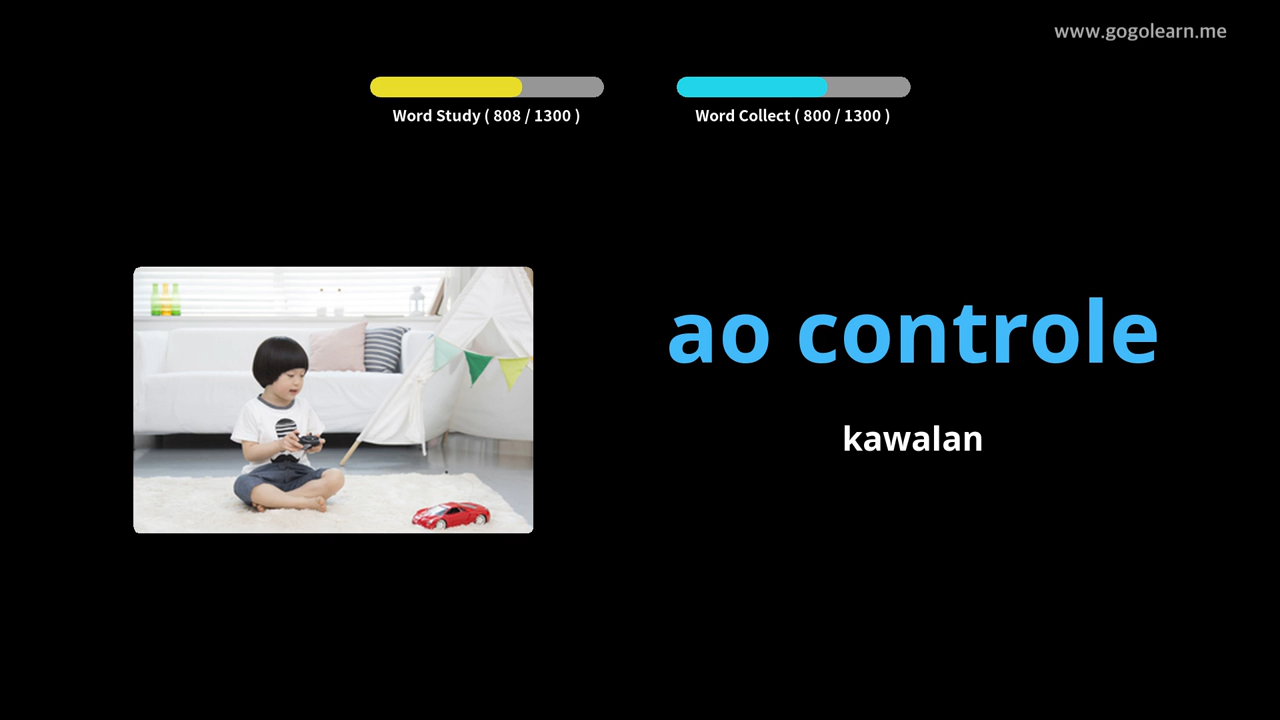 www.gogolearn.me
Word Study ( 808 / 1300 )
Word Collect ( 800 / 1300 )
ao controle
kawalan